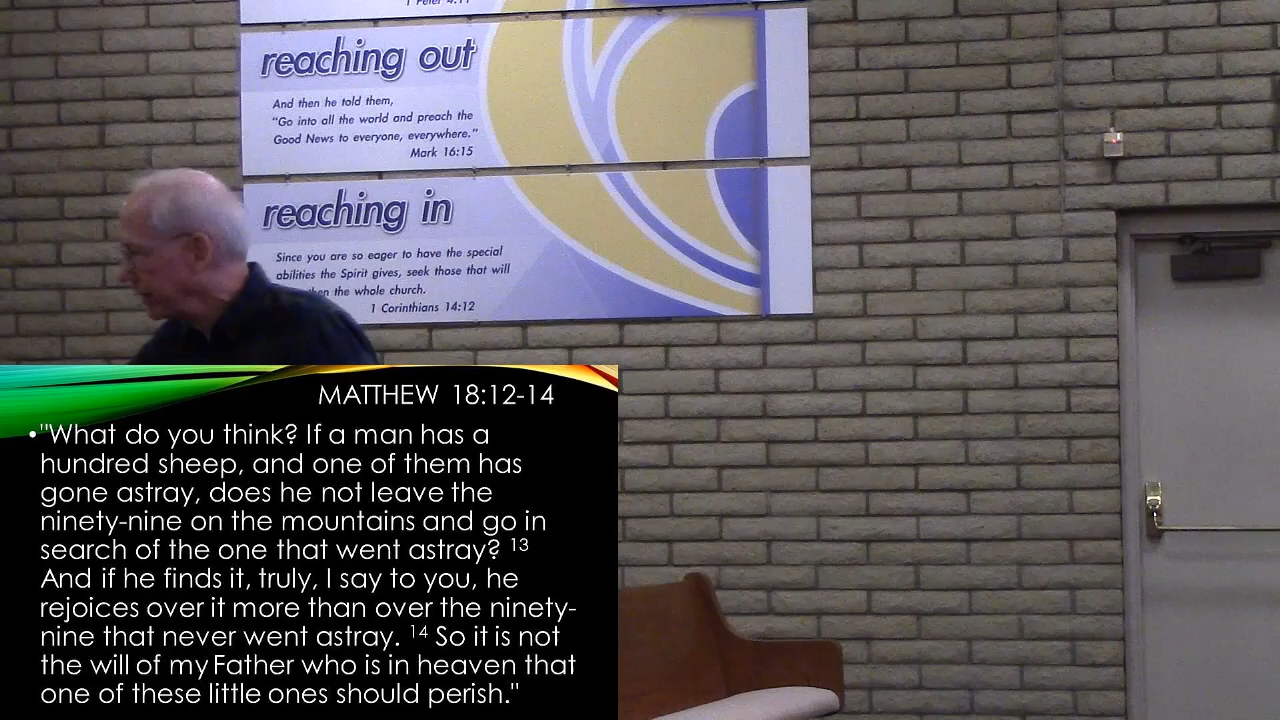 1 Peter 4:11
reaching out
And then he told them,
"Go into all the world and preach the
Good News to everyone, everywhere."
Mark 16:15
reaching in
Since you are so eager to have the special
abilities the Spirit gives, seek those that will
then the whole church.
1 Corinthians 14:12
MATTHEW 18:12-14
•"What do you think? If a man has a
hundred sheep, and one of them has
gone astray, does he not leave the
ninety-nine on the mountains and go in
search of the one that went astray? 13
And if he finds it, truly, I say to you, he
rejoices over it more than over the ninety-
nine that never went astray. 14 So it is not
the will of my Father who is in heaven that
one of these little ones should perish."